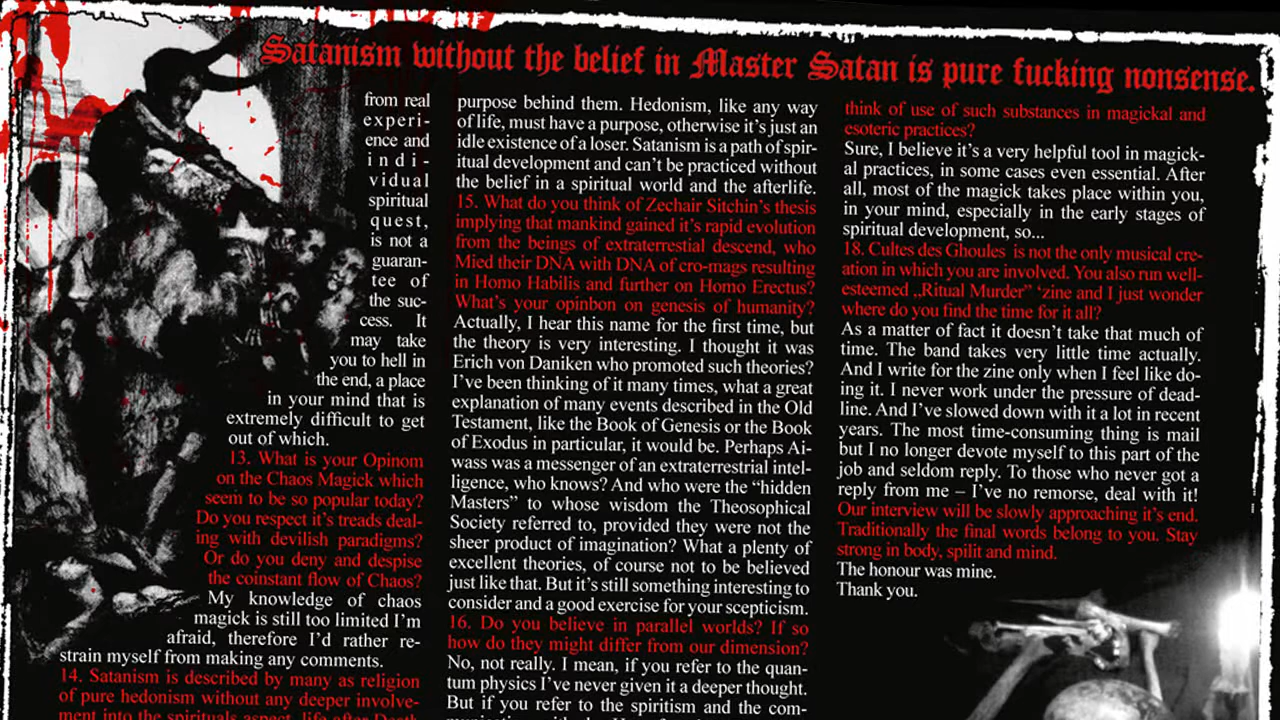 Satanism without the belief in Master Satan is pure fucking nonsense.
from real
experi-
ence and
indi-
vidual
spiritual
quest,
is not a
guaran-
tee of
the suc-
cess. It
may take
you to hell in
the end, a place
in your mind that is
extremely difficult to get
out of which.
13. What is your Opinom
on the Chaos Magick which
seem to be so popular today?
Do you respect it's treads deal-
ing with devilish paradigms?
Or do you deny and despise
the coinstant flow of Chaos?
My knowledge of chaos
magick is still too limited I'm
afraid, therefore I'd rather re-
strain myself from making any comments.
14. Satanism is described by many as religion
of pure hedonism without any deeper involve-
ment into the spirituals aspect, life after Death
purpose behind them. Hedonism, like any way
of life, must have a purpose, otherwise it's just an
idle existence of a loser. Satanism is a path of spir-
itual development and can't be practiced without
the belief in a spiritual world and the afterlife.
15. What do you think of Zechair Sitchin's thesis
implying that mankind gained it's rapid evolution
from the beings of extraterrestial descend, who
Mied their DNA with DNA of cro-mags resulting
in Homo Habilis and further on Homo Erectus?
What's your opinbon on genesis of humanity?
Actually, I hear this name for the first time, but
the theory is very interesting. I thought it was
Erich von Daniken who promoted such theories?
I've been thinking of it many times, what a great
explanation of many events described in the Old
Testament, like the Book of Genesis or the Book
of Exodus in particular, it would be. Perhaps Ai-
wass was a messenger of an extraterrestrial intel-
ligence, who knows? And who were the "hidden
Masters" to whose wisdom the Theosophical
Society referred to, provided they were not the
sheer product of imagination? What a plenty of
excellent theories, of course not to be believed
just like that. But it's still something interesting to
consider and a good exercise for your scepticism.
16. Do you believe in parallel worlds? If so
how do they might differ from our dimension?
No, not really. I mean, if you refer to the quan-
tum physics I've never given it a deeper thought.
But if you refer to the spiritism and the com-
think of use of such substances in magickal and
esoteric practices?
Sure, I believe it's a very helpful tool in magick-
al practices, in some cases even essential. After
all, most of the magick takes place within you,
in your mind, especially in the early stages of
spiritual development, so...
18. Cultes des Ghoules is not the only musical cre-
ation in which you are involved. You also run well-
esteemed „Ritual Murder" 'zine and I just wonder
where do you find the time for it all?
As a matter of fact it doesn't take that much of
time. The band takes very little time actually.
And I write for the zine only when I feel like do-
ing it. I never work under the pressure of dead-
line. And I've slowed down with it a lot in recent
years. The most time-consuming thing is mail
but I no longer devote myself to this part of the
job and seldom reply. To those who never got a
reply from me – I've no remorse, deal with it!
Our interview will be slowly approaching it's end.
Traditionally the final words belong to you. Stay
strong in body, spilit and mind.
The honour was mine.
Thank you.